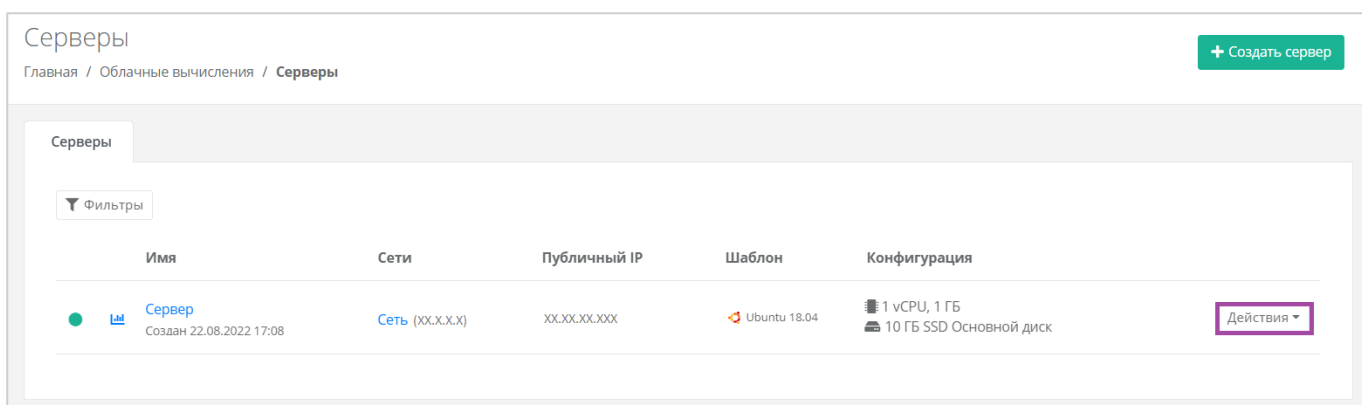 Серверы
+ Создать сервер
Главная / Облачные вычисления / Серверы
Серверы
Фильтры
Имя Сети Публичный IP Шаблон Конфигурация
Сервер
Создан 22.08.2022 17:08
Сеть (XX.X.X.X)
XX.XX.XX.XXX
Ubuntu 18.04
1 vCPU, 1 ГБ
10 ГБ SSD Основной диск
Действия